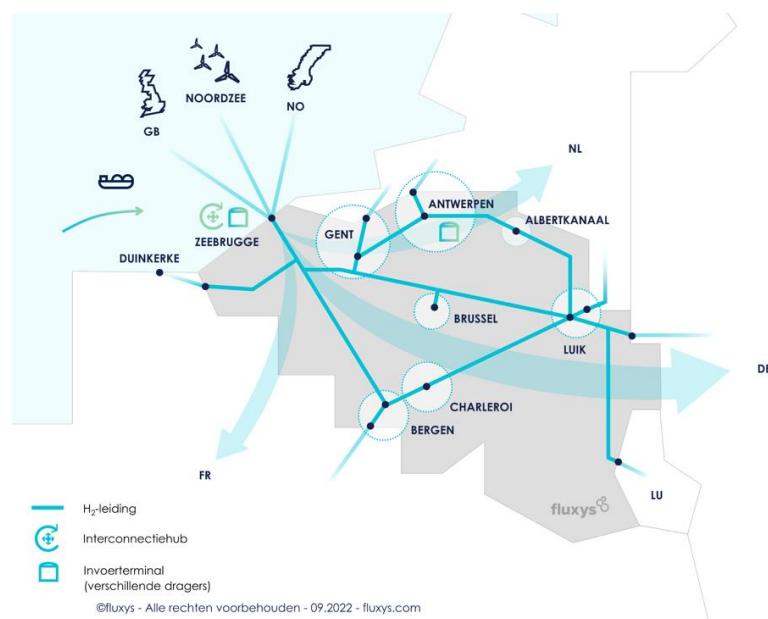 NOORDZEE
GB
NO
NL
ANTWERPEN
ZEEBRUGGE
GENT
ALBERTKANAAL
DUINKERKE
BRUSSEL
LUIK
DE
CHARLEROI
BERGEN
FR
LU
H₂-leiding
Interconnectiehub
Invoerterminal
(verschillende dragers)
fluxys
©fluxys - Alle rechten voorbehouden - 09.2022 - fluxys.com